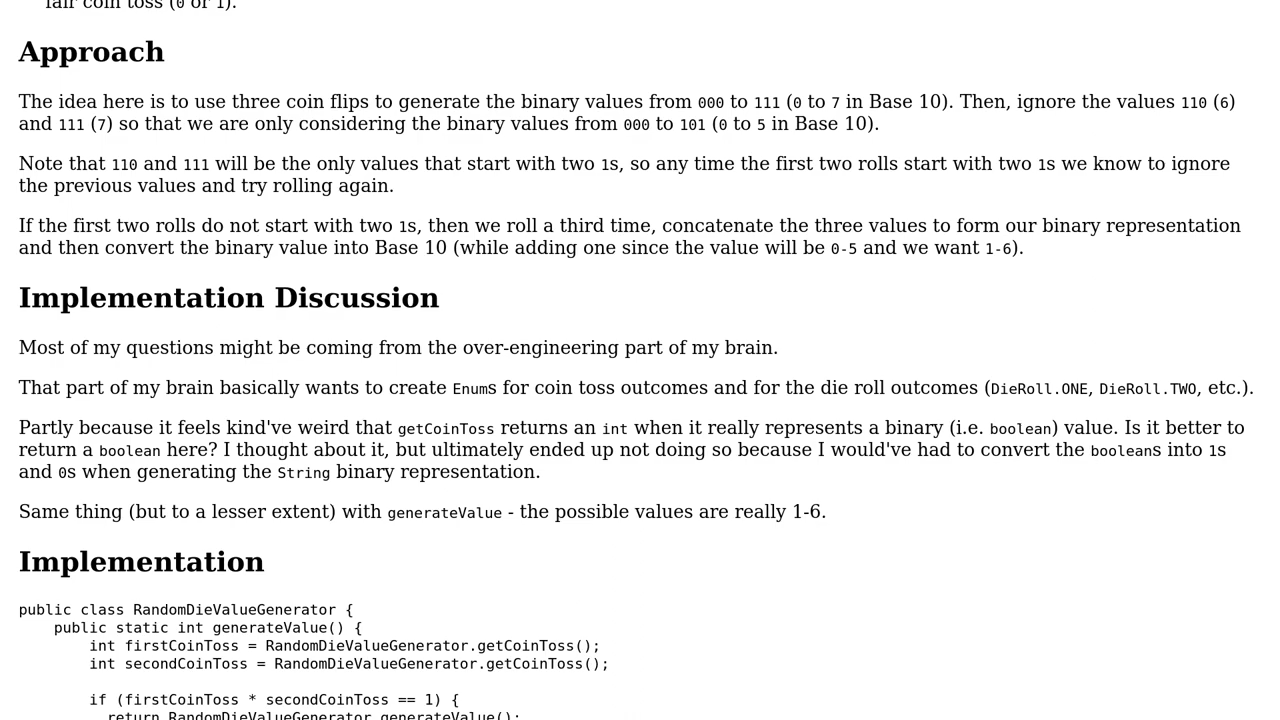 fair coin toss (0 or 1).
Approach
The idea here is to use three coin flips to generate the binary values from 000 to 111 (0 to 7 in Base 10). Then, ignore the values 110 (6)
and 111 (7) so that we are only considering the binary values from 000 to 101 (0 to 5 in Base 10).
Note that 110 and 111 will be the only values that start with two 1s, so any time the first two rolls start with two 1s we know to ignore
the previous values and try rolling again.
If the first two rolls do not start with two 1s, then we roll a third time, concatenate the three values to form our binary representation
and then convert the binary value into Base 10 (while adding one since the value will be 0-5 and we want 1-6).
Implementation Discussion
Most of my questions might be coming from the over-engineering part of my brain.
That part of my brain basically wants to create Enums for coin toss outcomes and for the die roll outcomes (DieRoll.ONE, DieRoll.TWO, etc.).
Partly because it feels kind've weird that getCoinToss returns an int when it really represents a binary (i.e. boolean) value. Is it better to
return a boolean here? I thought about it, but ultimately ended up not doing so because I would've had to convert the booleans into 1s
and 0s when generating the String binary representation.
Same thing (but to a lesser extent) with generateValue - the possible values are really 1-6.
Implementation
public class RandomDieValueGenerator {
    public static int generateValue() {
        int firstCoinToss = RandomDieValueGenerator.getCoinToss();
        int secondCoinToss = RandomDieValueGenerator.getCoinToss();
        if (firstCoinToss * secondCoinToss == 1) {
          return RandomDieValueGenerator.generateValue();